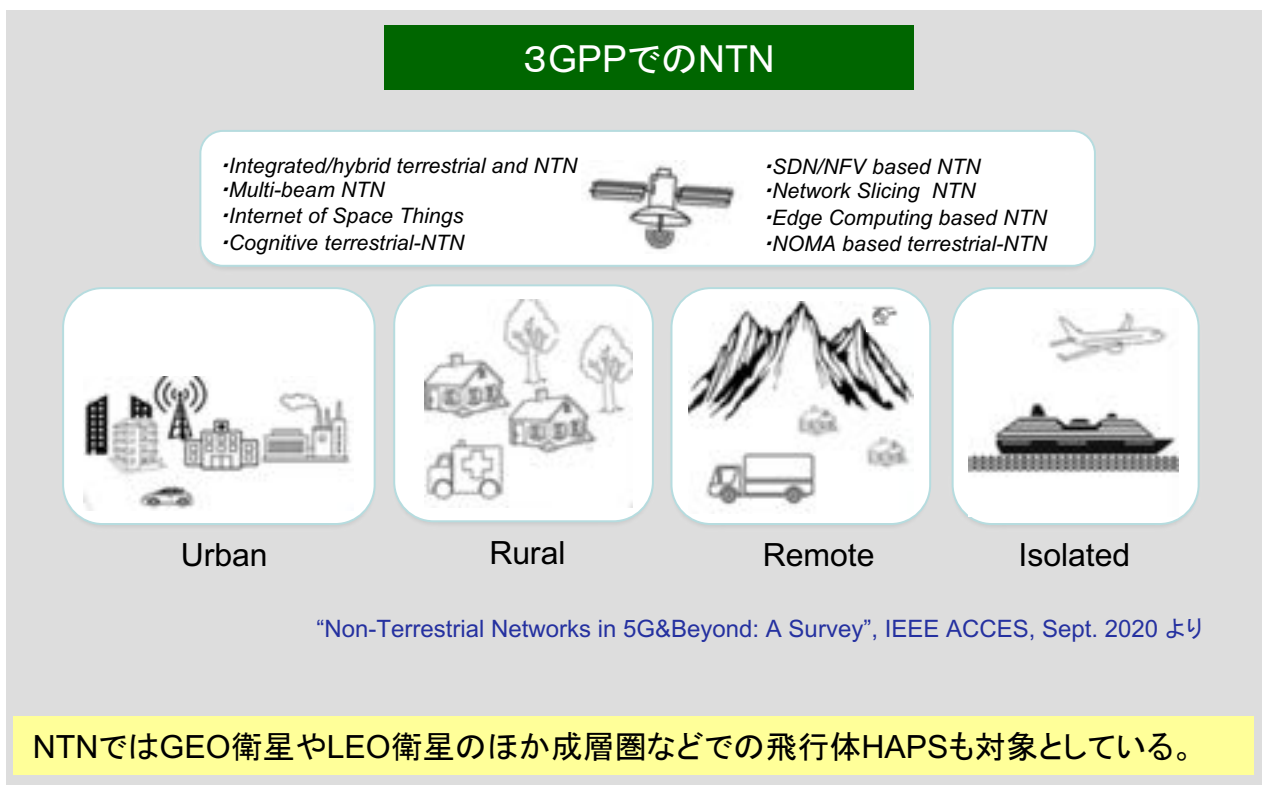 ３GPPでのNTN
・Integrated/hybrid terrestrial and NTN
・Multi-beam NTN
・Internet of Space Things
・Cognitive terrestrial-NTN
・SDN/NFV based NTN
・Network Slicing NTN
・Edge Computing based NTN
・NOMA based terrestrial-NTN
Urban
Rural
Remote
Isolated
“Non-Terrestrial Networks in 5G&Beyond: A Survey”, IEEE ACCES, Sept. 2020 より
NTNではGEO衛星やLEO衛星のほか成層圏などでの飛行体HAPSも対象としている。